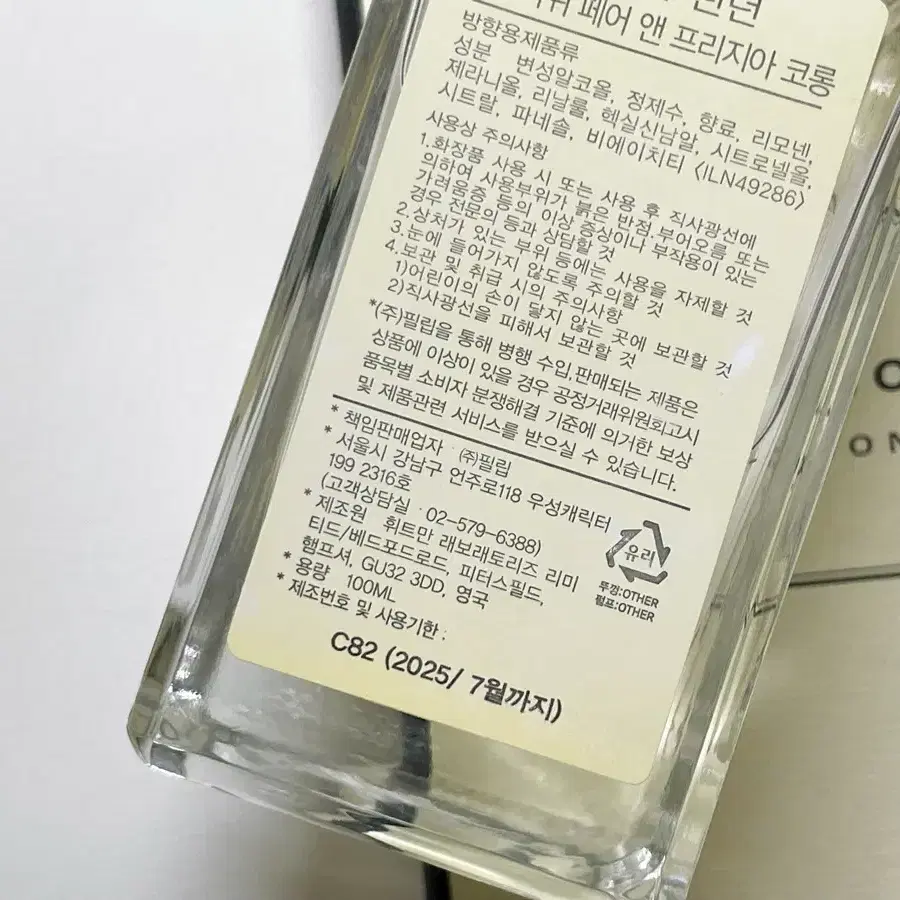 페어 앤 프리지아 코롱
방향용제품류
성분 변성알코올, 정제수, 향료, 리모넨,
제라니올, 리날룰, 헥실신남알, 시트로넬올,
시트랄, 파네솔, 비에이치티 <ILN49286>
사용상 주의사항
1.화장품 사용 시 또는 사용 후 직사광선에
의하여 사용부위가 붉은 반점,부어오름 또는
가려움증 등의 이상 증상이나 부작용이 있는
경우 전문의 등과 상담할 것
2.상처가 있는 부위 등에는 사용을 자제할 것
3.눈에 들어가지 않도록 주의할 것
4.보관 및 취급 시의 주의사항
1)어린이의 손이 닿지 않는 곳에 보관할 것
2)직사광선을 피해서 보관할 것
*(주)필립을 통해 병행 수입,판매되는 제품은
상품에 이상이 있을 경우 공정거래위원회고시
품목별 소비자 분쟁해결 기준에 의거한 보상
및 제품관련 서비스를 받으실 수 있습니다.
* 책임판매업자 : ㈜필립
* 서울시 강남구 언주로118 우성캐릭터
199 2316호
(고객상담실 : 02-579-6388)
* 제조원 휘트만 래보래토리즈 리미
티드/베드포드로드, 피터스필드,
햄프셔, GU32 3DD, 영국
* 용량 100ML
* 제조번호 및 사용기한 :
C82 (2025/ 7월까지)
유리
뚜껑:OTHER
펌프:OTHER
O
ON